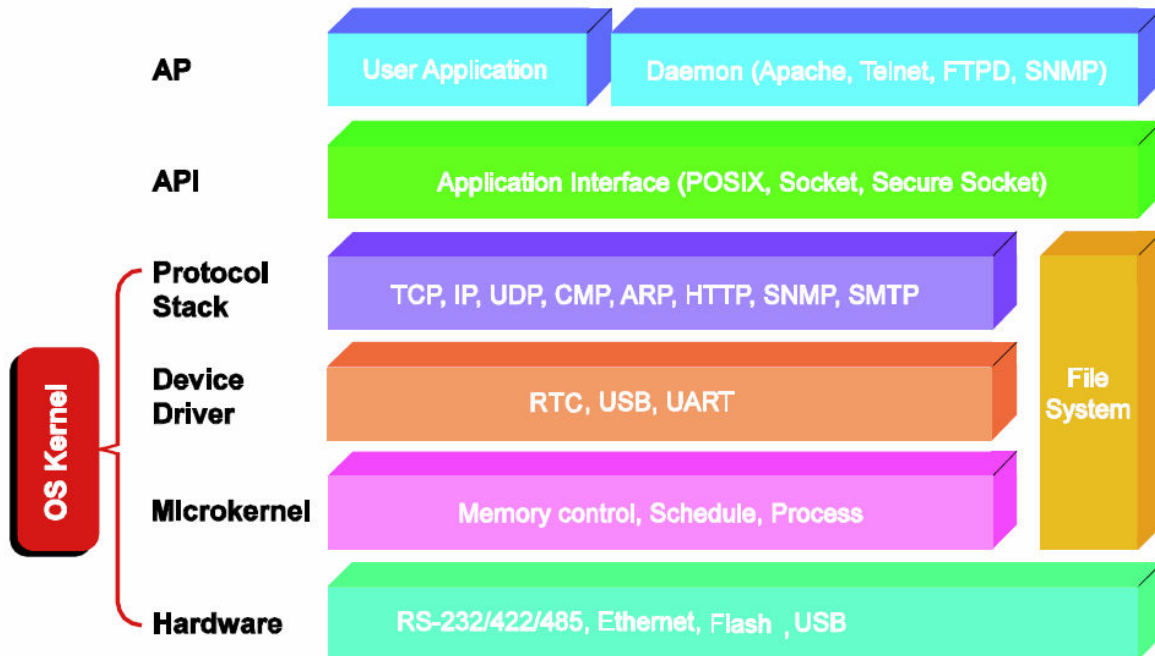 AP
User Application
Daemon (Apache, Telnet, FTPD, SNMP)
API
Application Interface (POSIX, Socket, Secure Socket)
Protocol
Stack
TCP, IP, UDP, CMP, ARP, HTTP, SNMP, SMTP
Device
Driver
RTC, USB, UART
File
System
OS Kernel
MIcrokernel
Memory control, Schedule, Process
Hardware
RS-232/422/485, Ethernet, Flash , USB